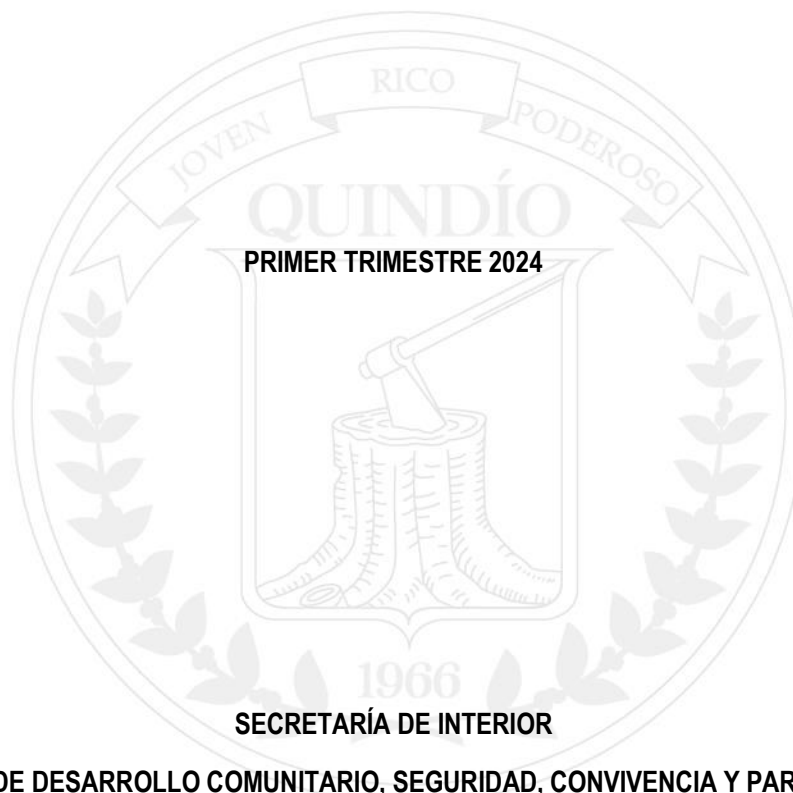 RICO
JOVEN
PODEROSO
QUINDÍO
PRIMER TRIMESTRE 2024
1966
SECRETARÍA DE INTERIOR
DE DESARROLLO COMUNITARIO, SEGURIDAD, CONVIVENCIA Y PAR